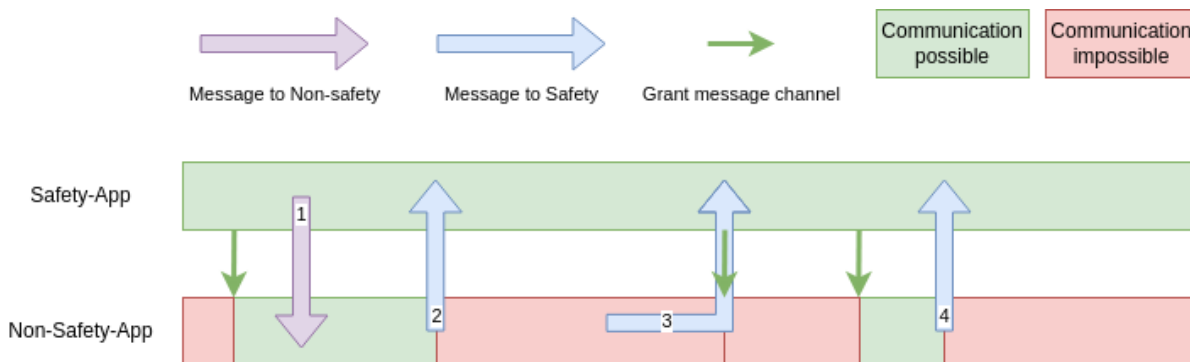 Message to Non-safety
Message to Safety
Grant message channel
Communication
possible
Communication
impossible
Safety-App
1
Non-Safety-App
2
3
4